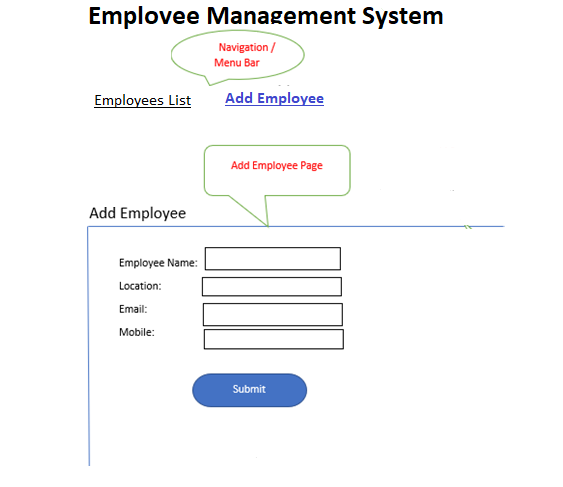 Employee Management System
Navigation /
Menu Bar
Employees List
Add Employee
Add Employee Page
Add Employee
Employee Name:
Location:
Email:
Mobile:
Submit